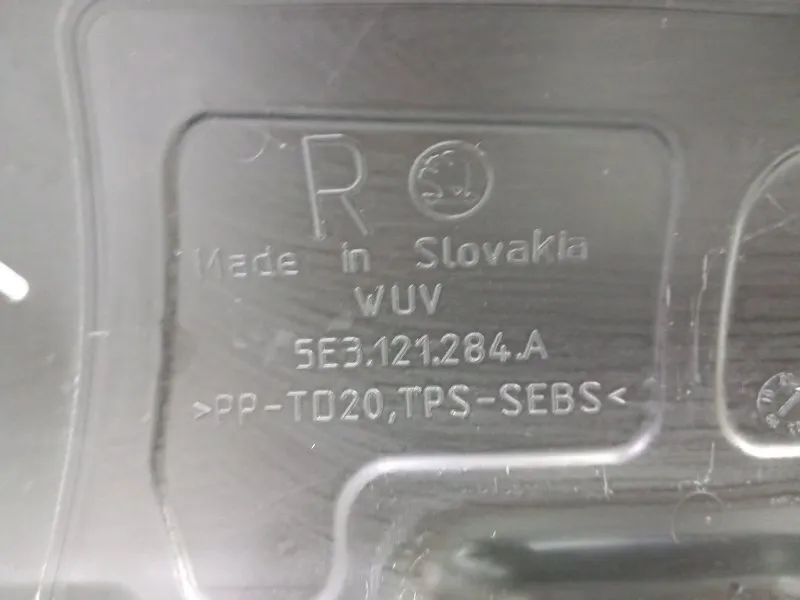 R
Made in Slovakia
WUV
5E3.121.284.A
>PP-TD20,TPS-SEBS<